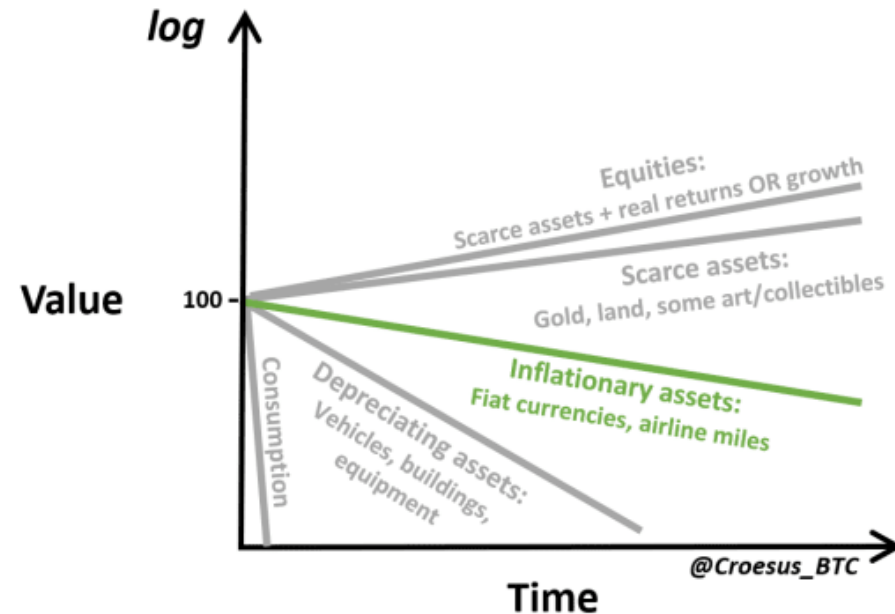 log
Equities:
Scarce assets + real returns OR growth
Scarce assets:
Gold, land, some art/collectibles
Value
100
Inflationary assets:
Fiat currencies, airline miles
Depreciating assets:
Vehicles, buildings,
equipment
Consumption
@Croesus_BTC
Time